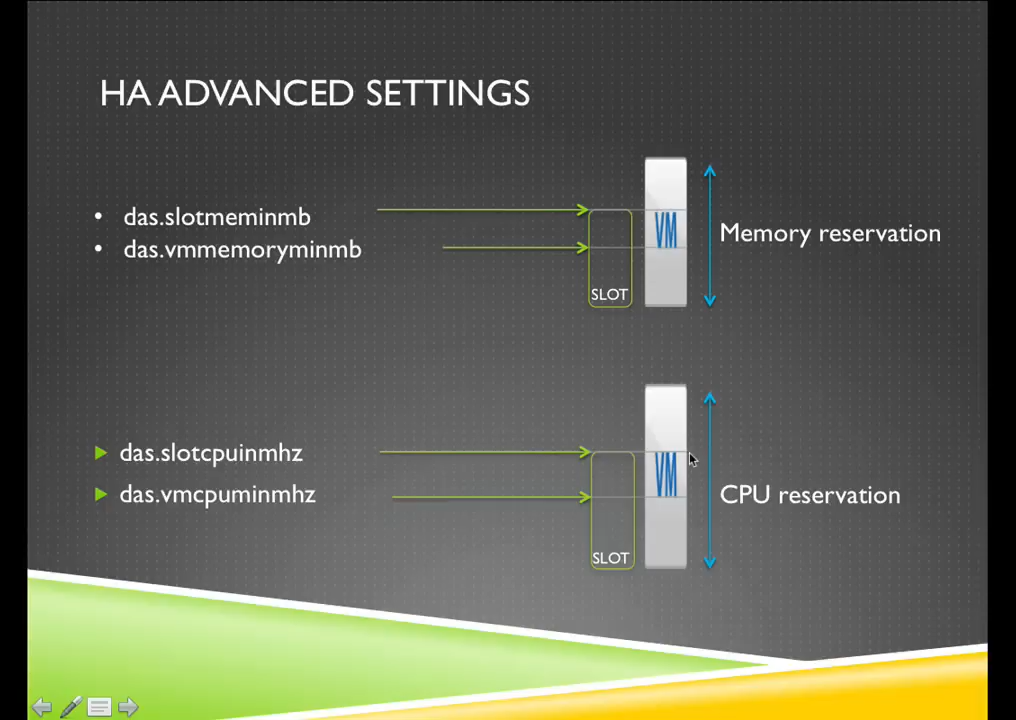 HA ADVANCED SETTINGS
• das.slotmeminmb
• das.vmmemoryminmb
VM
Memory reservation
SLOT
das.slotcpuinmhz
das.vmcpuminmhz
VM
CPU reservation
SLOT